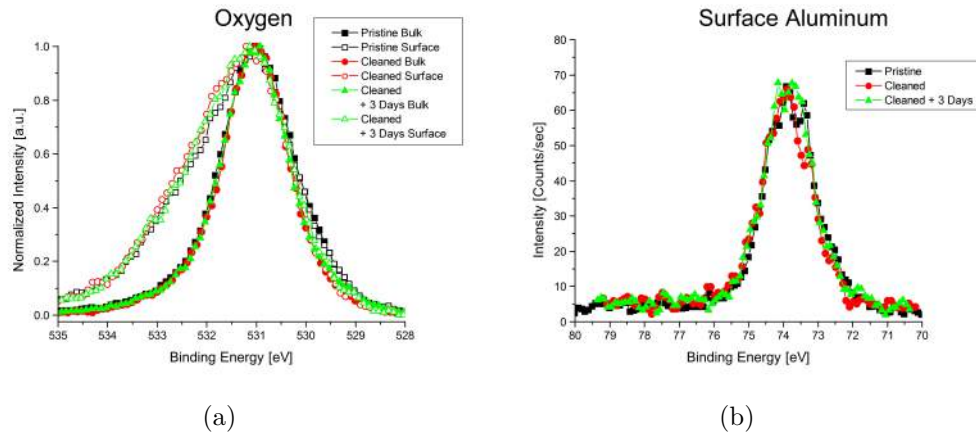 Oxygen
Normalized Intensity [a.u.]
1.0
0.8
0.6
0.4
0.2
0.0
535
534
533
532
531
530
529
528
Binding Energy [eV]
Pristine Bulk
Pristine Surface
Cleaned Bulk
Cleaned Surface
Cleaned
+ 3 Days Bulk
Cleaned
+ 3 Days Surface
(a)
Surface Aluminum
Intensity [Counts/sec]
80
70
60
50
40
30
20
10
0
80
79
78
77
76
75
74
73
72
71
70
Binding Energy [eV]
Pristine
Cleaned
Cleaned + 3 Days
(b)